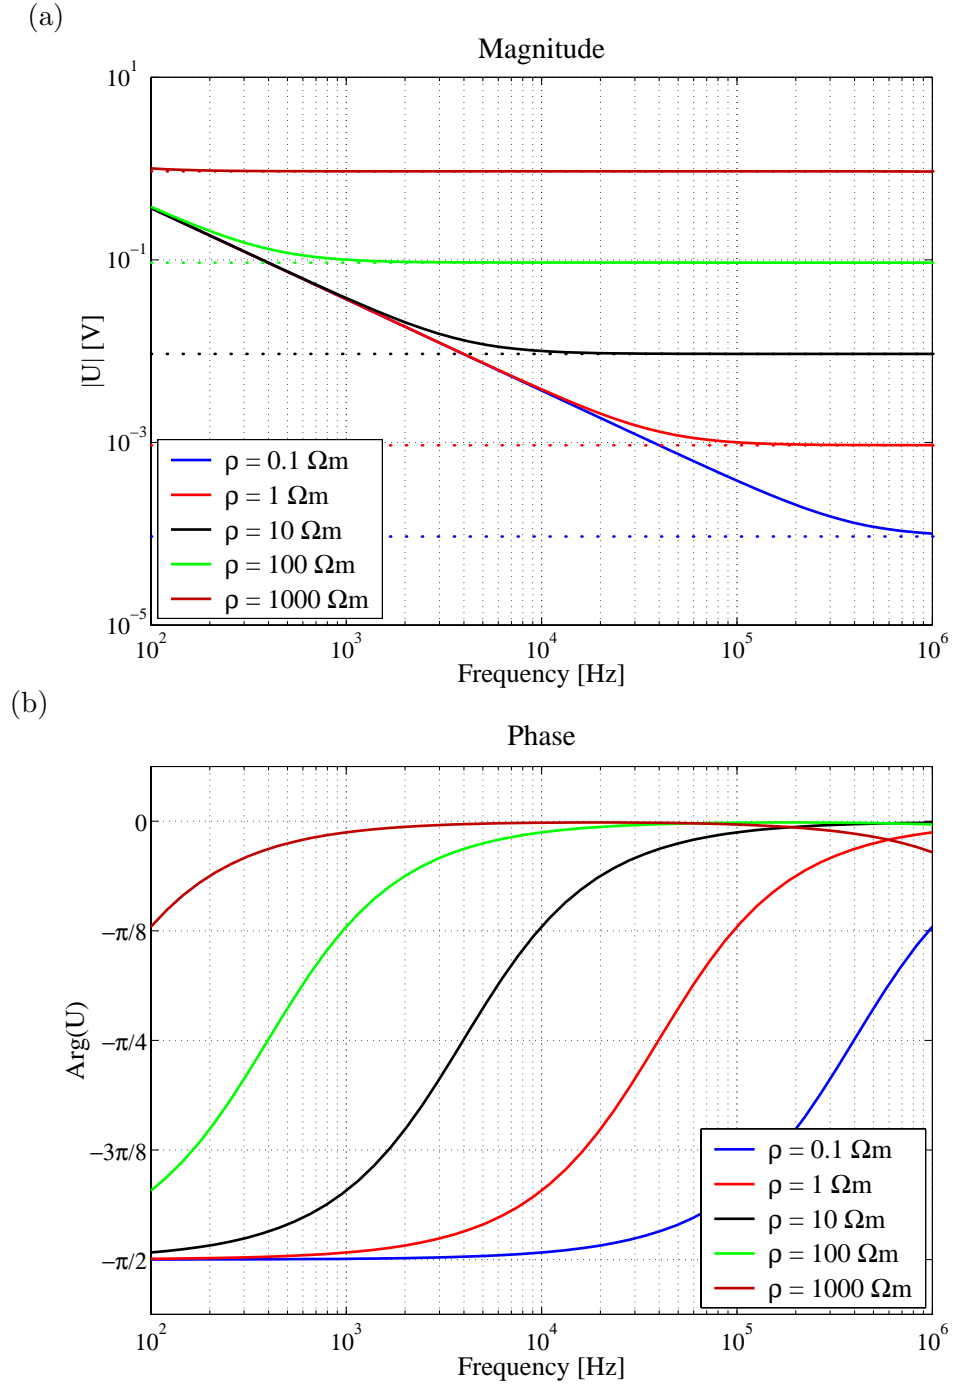 (a)
Magnitude
10^1
10^-1
10^-3
10^-5
|U| [V]
ρ = 0.1 Ωm
ρ = 1 Ωm
ρ = 10 Ωm
ρ = 100 Ωm
ρ = 1000 Ωm
10^2 10^3 10^4 10^5 10^6
Frequency [Hz]
(b)
Phase
0
−π/8
−π/4
−3π/8
−π/2
Arg(U)
ρ = 0.1 Ωm
ρ = 1 Ωm
ρ = 10 Ωm
ρ = 100 Ωm
ρ = 1000 Ωm
10^2 10^3 10^4 10^5 10^6
Frequency [Hz]